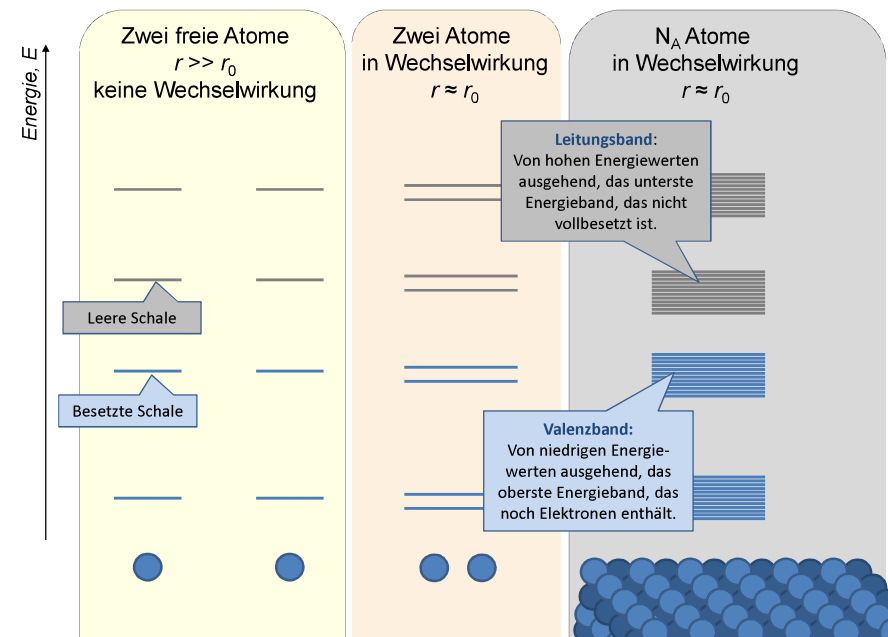 Energie, E
Zwei freie Atome
r >> r₀
keine Wechselwirkung
Zwei Atome
in Wechselwirkung
r ≈ r₀
N_A Atome
in Wechselwirkung
r ≈ r₀
Leitungsband:
Von hohen Energiewerten
ausgehend, das unterste
Energieband, das nicht
vollbesetzt ist.
Leere Schale
Besetzte Schale
Valenzband:
Von niedrigen Energie-
werten ausgehend, das
oberste Energieband, das
noch Elektronen enthält.